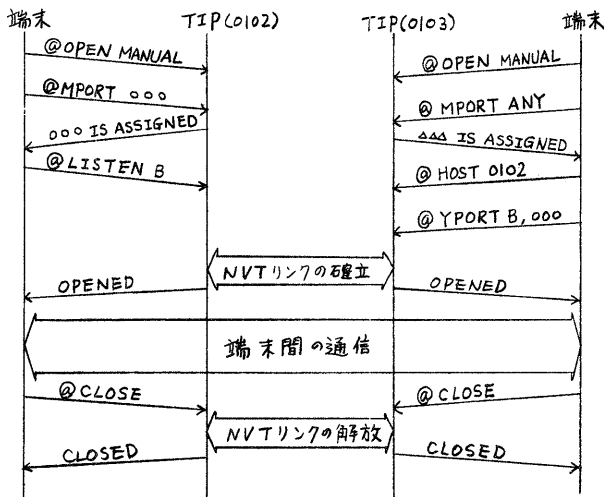 端末 TIP(0102) TIP(0103) 端末
@OPEN MANUAL @OPEN MANUAL
@MPORT ○○○ @ MPORT ANY
○○○ IS ASSIGNED △△△ IS ASSIGNED
@LISTEN B @ HOST 0102
@ YPORT B, ○○○
NVTリンクの確立
OPENED OPENED
端末間の通信
@CLOSE @CLOSE
NVTリンクの解放
CLOSED CLOSED